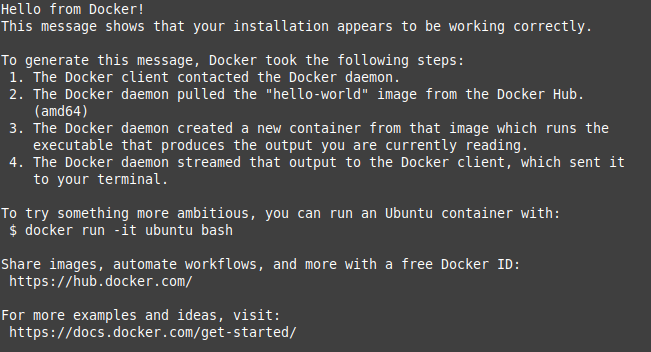 Hello from Docker!
This message shows that your installation appears to be working correctly.
To generate this message, Docker took the following steps:
1. The Docker client contacted the Docker daemon.
2. The Docker daemon pulled the "hello-world" image from the Docker Hub.
(amd64)
3. The Docker daemon created a new container from that image which runs the
executable that produces the output you are currently reading.
4. The Docker daemon streamed that output to the Docker client, which sent it
to your terminal.
To try something more ambitious, you can run an Ubuntu container with:
$ docker run -it ubuntu bash
Share images, automate workflows, and more with a free Docker ID:
https://hub.docker.com/
For more examples and ideas, visit:
https://docs.docker.com/get-started/